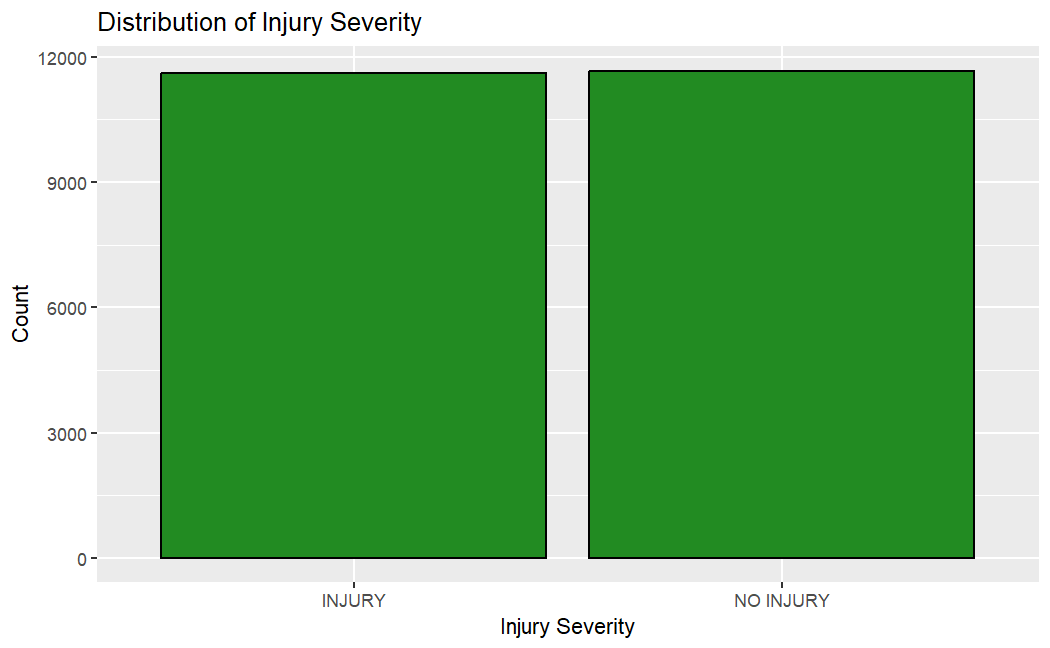 Distribution of Injury Severity
12000
9000
6000
3000
0
Count
INJURY
NO INJURY
Injury Severity